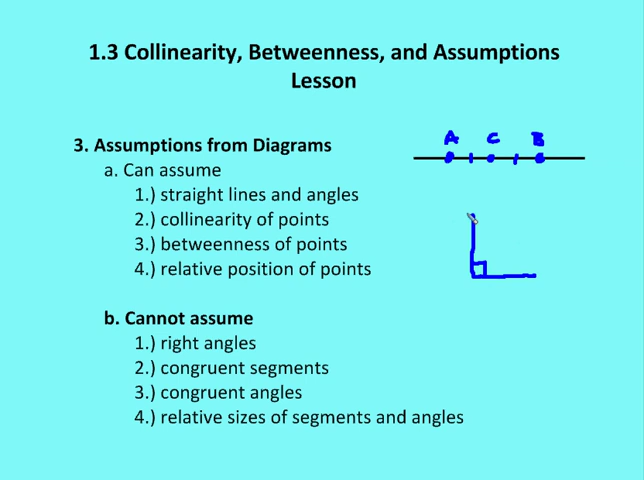 1.3 Collinearity, Betweenness, and Assumptions
Lesson
3. Assumptions from Diagrams
a. Can assume
1.) straight lines and angles
2.) collinearity of points
3.) betweenness of points
4.) relative position of points
A C B
b. Cannot assume
1.) right angles
2.) congruent segments
3.) congruent angles
4.) relative sizes of segments and angles